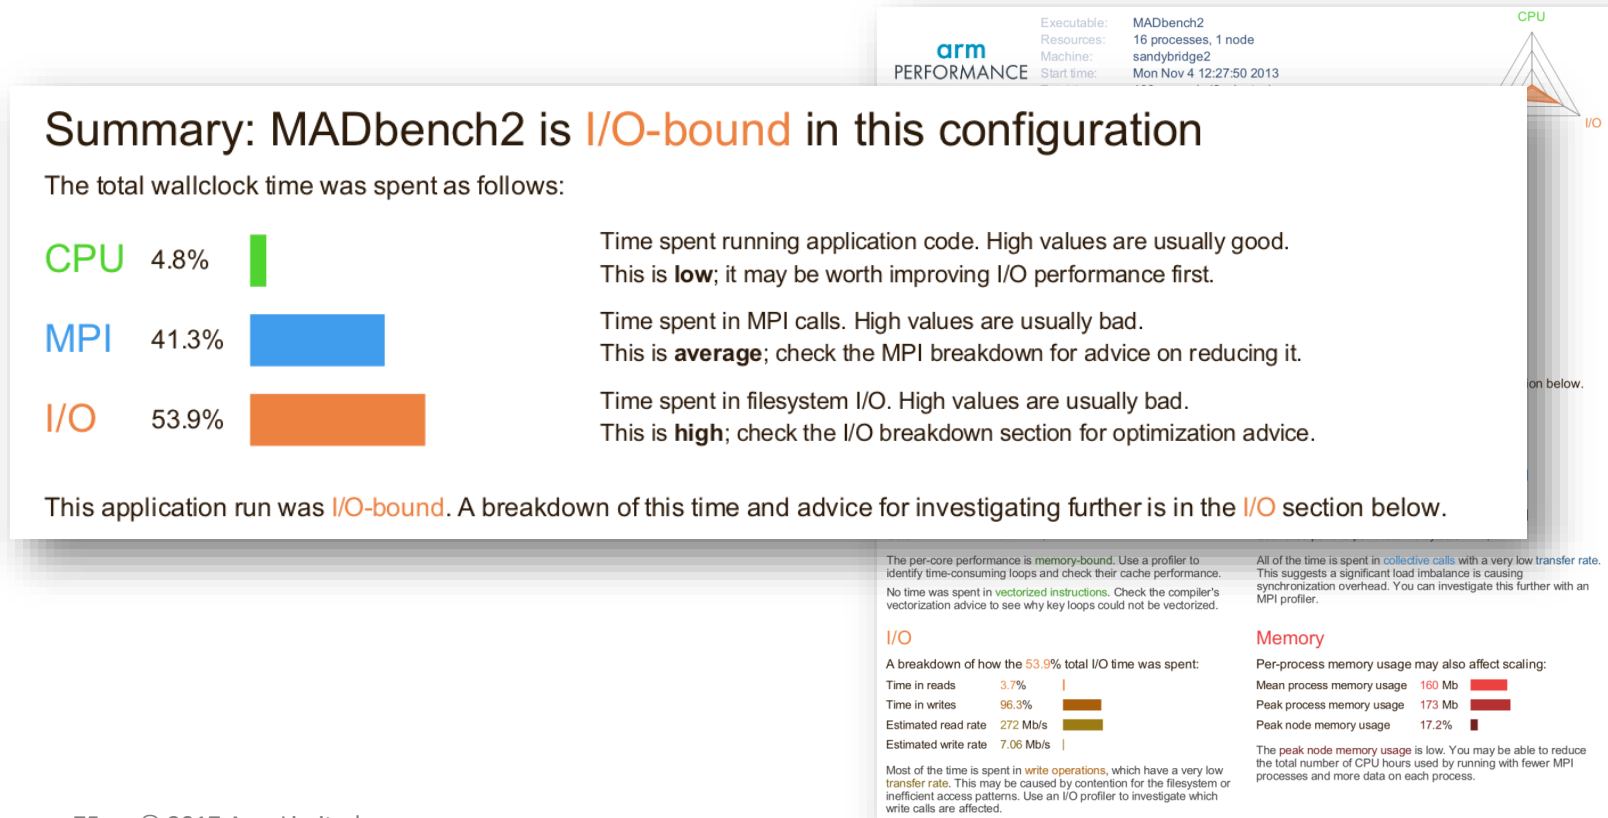 Executable: MADbench2
Resources: 16 processes, 1 node
Machine: sandybridge2
Start time: Mon Nov 4 12:27:50 2013
arm
PERFORMANCE
CPU
I/O
Summary: MADbench2 is I/O-bound in this configuration
The total wallclock time was spent as follows:
CPU 4.8%
Time spent running application code. High values are usually good.
This is low; it may be worth improving I/O performance first.
MPI 41.3%
Time spent in MPI calls. High values are usually bad.
This is average; check the MPI breakdown for advice on reducing it.
I/O 53.9%
Time spent in filesystem I/O. High values are usually bad.
This is high; check the I/O breakdown section for optimization advice.
This application run was I/O-bound. A breakdown of this time and advice for investigating further is in the I/O section below.
on below.
The per-core performance is memory-bound. Use a profiler to
identify time-consuming loops and check their cache performance.
No time was spent in vectorized instructions. Check the compiler's
vectorization advice to see why key loops could not be vectorized.
All of the time is spent in collective calls with a very low transfer rate.
This suggests a significant load imbalance is causing
synchronization overhead. You can investigate this further with an
MPI profiler.
I/O
A breakdown of how the 53.9% total I/O time was spent:
Time in reads 3.7%
Time in writes 96.3%
Estimated read rate 272 Mb/s
Estimated write rate 7.06 Mb/s
Most of the time is spent in write operations, which have a very low
transfer rate. This may be caused by contention for the filesystem or
inefficient access patterns. Use an I/O profiler to investigate which
write calls are affected.
Memory
Per-process memory usage may also affect scaling:
Mean process memory usage 160 Mb
Peak process memory usage 173 Mb
Peak node memory usage 17.2%
The peak node memory usage is low. You may be able to reduce
the total number of CPU hours used by running with fewer MPI
processes and more data on each process.
© 2017 Arm Limited